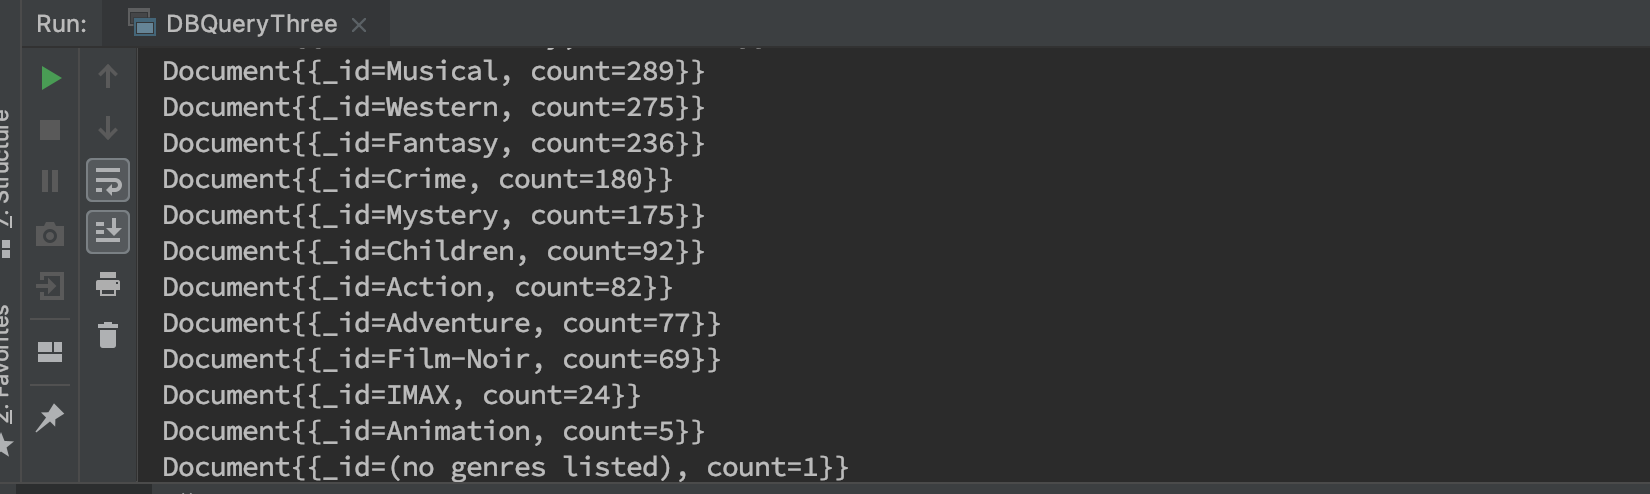 Run:
DBQueryThree
Document{{_id=Musical, count=289}}
Document{{_id=Western, count=275}}
Document{{_id=Fantasy, count=236}}
Document{{_id=Crime, count=180}}
Document{{_id=Mystery, count=175}}
Document{{_id=Children, count=92}}
Document{{_id=Action, count=82}}
Document{{_id=Adventure, count=77}}
Document{{_id=Film-Noir, count=69}}
Document{{_id=IMAX, count=24}}
Document{{_id=Animation, count=5}}
Document{{_id=(no genres listed), count=1}}
Z: Structure
2: Favorites